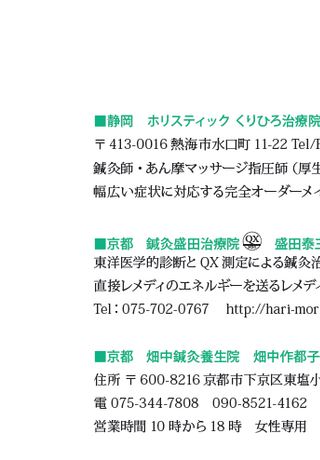 ■静岡　ホリスティック くりひろ治療院
〒413-0016 熱海市水口町 11-22 Tel/F
鍼灸師・あん摩マッサージ指圧師（厚生
幅広い症状に対応する完全オーダーメイ
■京都　鍼灸盛田治療院 QX　盛田泰三
東洋医学的診断と QX 測定による鍼灸治
直接レメディのエネルギーを送るレメデ
Tel：075-702-0767　http://hari-mor
■京都　畑中鍼灸養生院　畑中作都子
住所 〒600-8216 京都市下京区東塩小
電 075-344-7808　090-8521-4162
営業時間 10 時から 18 時　女性専用